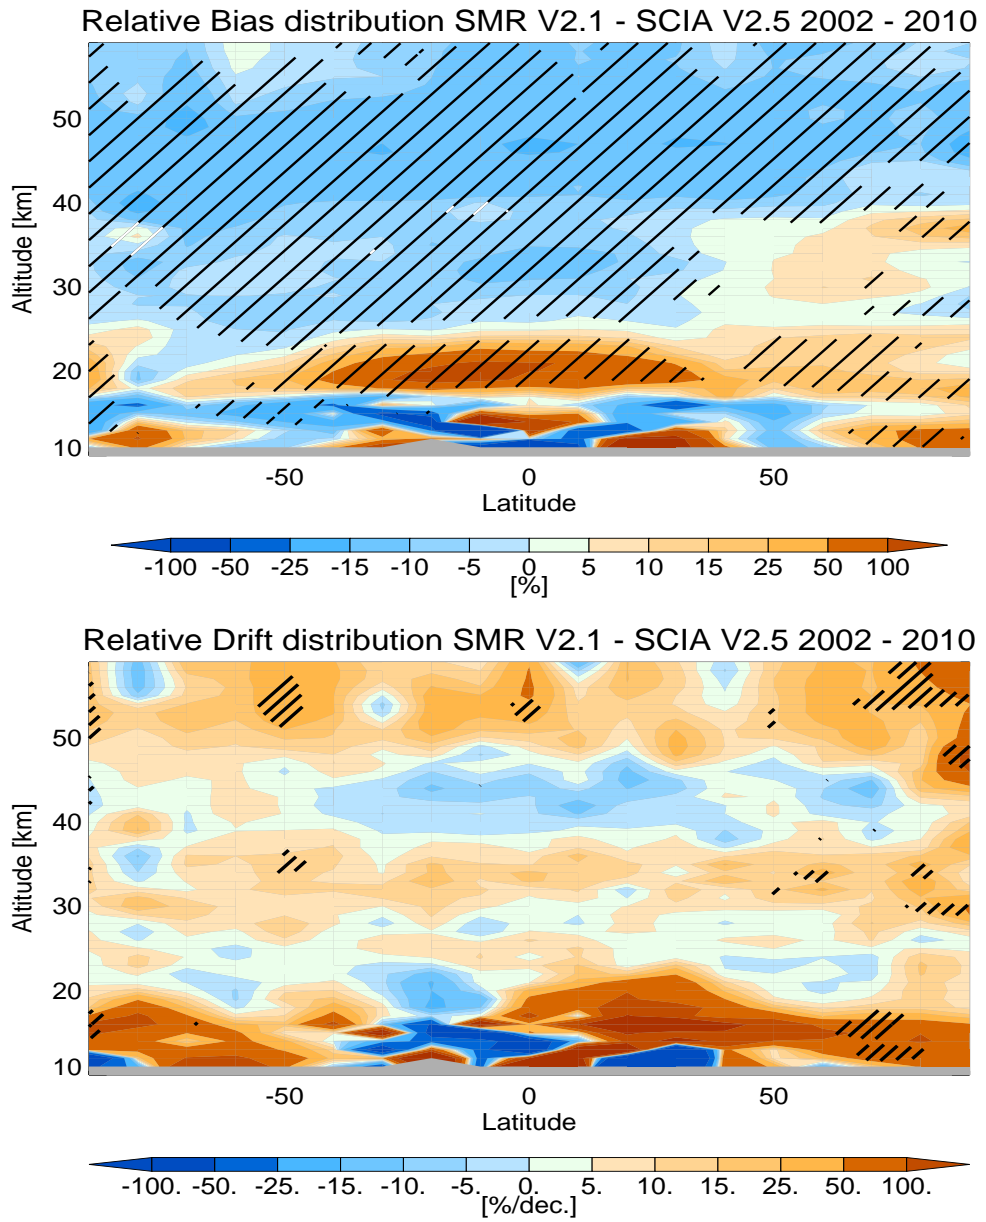 Relative Bias distribution SMR V2.1 - SCIA V2.5 2002 - 2010
50
40
30
20
10
Altitude [km]
-50 0 50
Latitude
-100 -50 -25 -15 -10 -5 0 5 10 15 25 50 100
[%]
Relative Drift distribution SMR V2.1 - SCIA V2.5 2002 - 2010
50
40
30
20
10
Altitude [km]
-50 0 50
Latitude
-100. -50. -25. -15. -10. -5. 0. 5. 10. 15. 25. 50. 100.
[%/dec.]